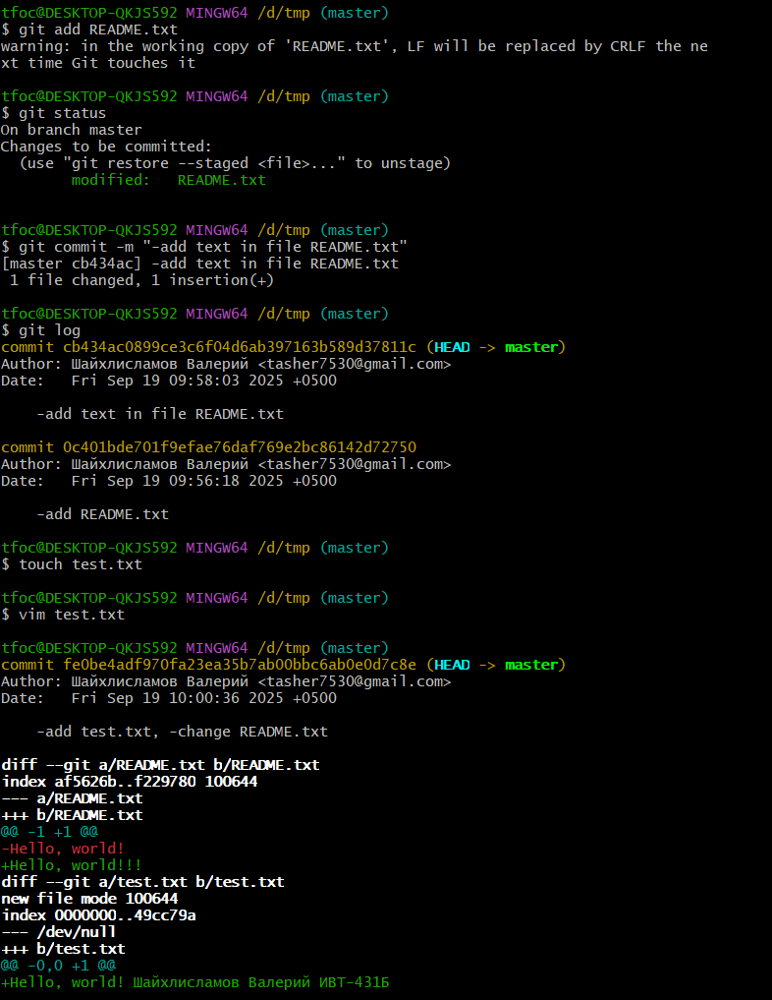 tfoc@DESKTOP-QKJS592 MINGW64 /d/tmp (master)
$ git add README.txt
warning: in the working copy of 'README.txt', LF will be replaced by CRLF the ne
xt time Git touches it
tfoc@DESKTOP-QKJS592 MINGW64 /d/tmp (master)
$ git status
On branch master
Changes to be committed:
  (use "git restore --staged <file>..." to unstage)
        modified:   README.txt
tfoc@DESKTOP-QKJS592 MINGW64 /d/tmp (master)
$ git commit -m "-add text in file README.txt"
[master cb434ac] -add text in file README.txt
 1 file changed, 1 insertion(+)
tfoc@DESKTOP-QKJS592 MINGW64 /d/tmp (master)
$ git log
commit cb434ac0899ce3c6f04d6ab397163b589d37811c (HEAD -> master)
Author: Шайхлисламов Валерий <tasher7530@gmail.com>
Date:   Fri Sep 19 09:58:03 2025 +0500
    -add text in file README.txt
commit 0c401bde701f9efae76daf769e2bc86142d72750
Author: Шайхлисламов Валерий <tasher7530@gmail.com>
Date:   Fri Sep 19 09:56:18 2025 +0500
    -add README.txt
tfoc@DESKTOP-QKJS592 MINGW64 /d/tmp (master)
$ touch test.txt
tfoc@DESKTOP-QKJS592 MINGW64 /d/tmp (master)
$ vim test.txt
tfoc@DESKTOP-QKJS592 MINGW64 /d/tmp (master)
commit fe0be4adf970fa23ea35b7ab00bbc6ab0e0d7c8e (HEAD -> master)
Author: Шайхлисламов Валерий <tasher7530@gmail.com>
Date:   Fri Sep 19 10:00:36 2025 +0500
    -add test.txt, -change README.txt
diff --git a/README.txt b/README.txt
index af5626b..f229780 100644
--- a/README.txt
+++ b/README.txt
@@ -1 +1 @@
-Hello, world!
+Hello, world!!!
diff --git a/test.txt b/test.txt
new file mode 100644
index 0000000..49cc79a
--- /dev/null
+++ b/test.txt
@@ -0,0 +1 @@
+Hello, world! Шайхлисламов Валерий ИВТ-431Б